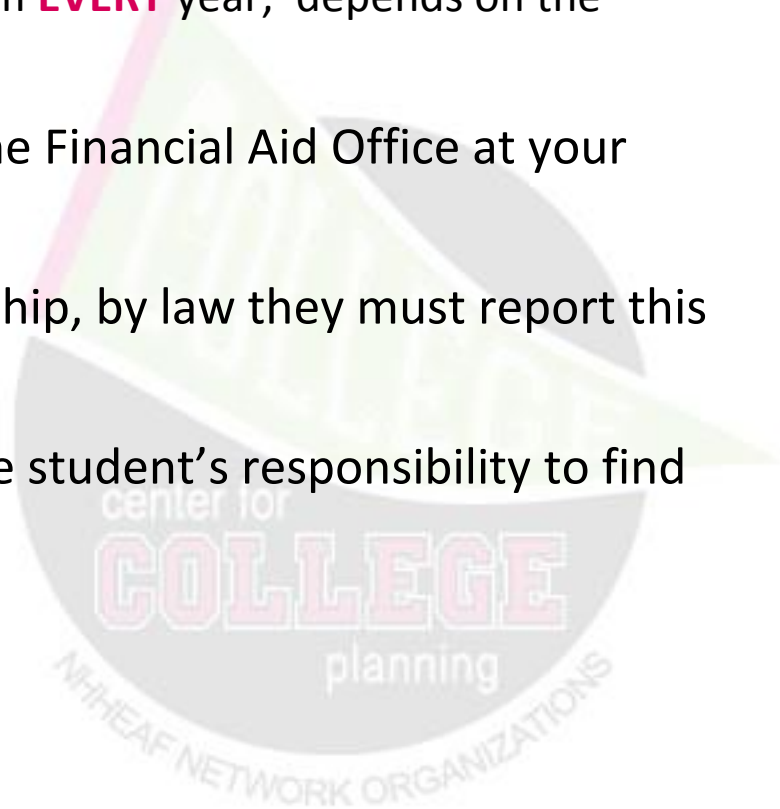 EVERY year; depends on the
Financial Aid Office at your
hip, by law they must report this
student’s responsibility to find
COLLEGE
center for
COLLEGE
planning
NHHEAF NETWORK ORGANIZATIONS